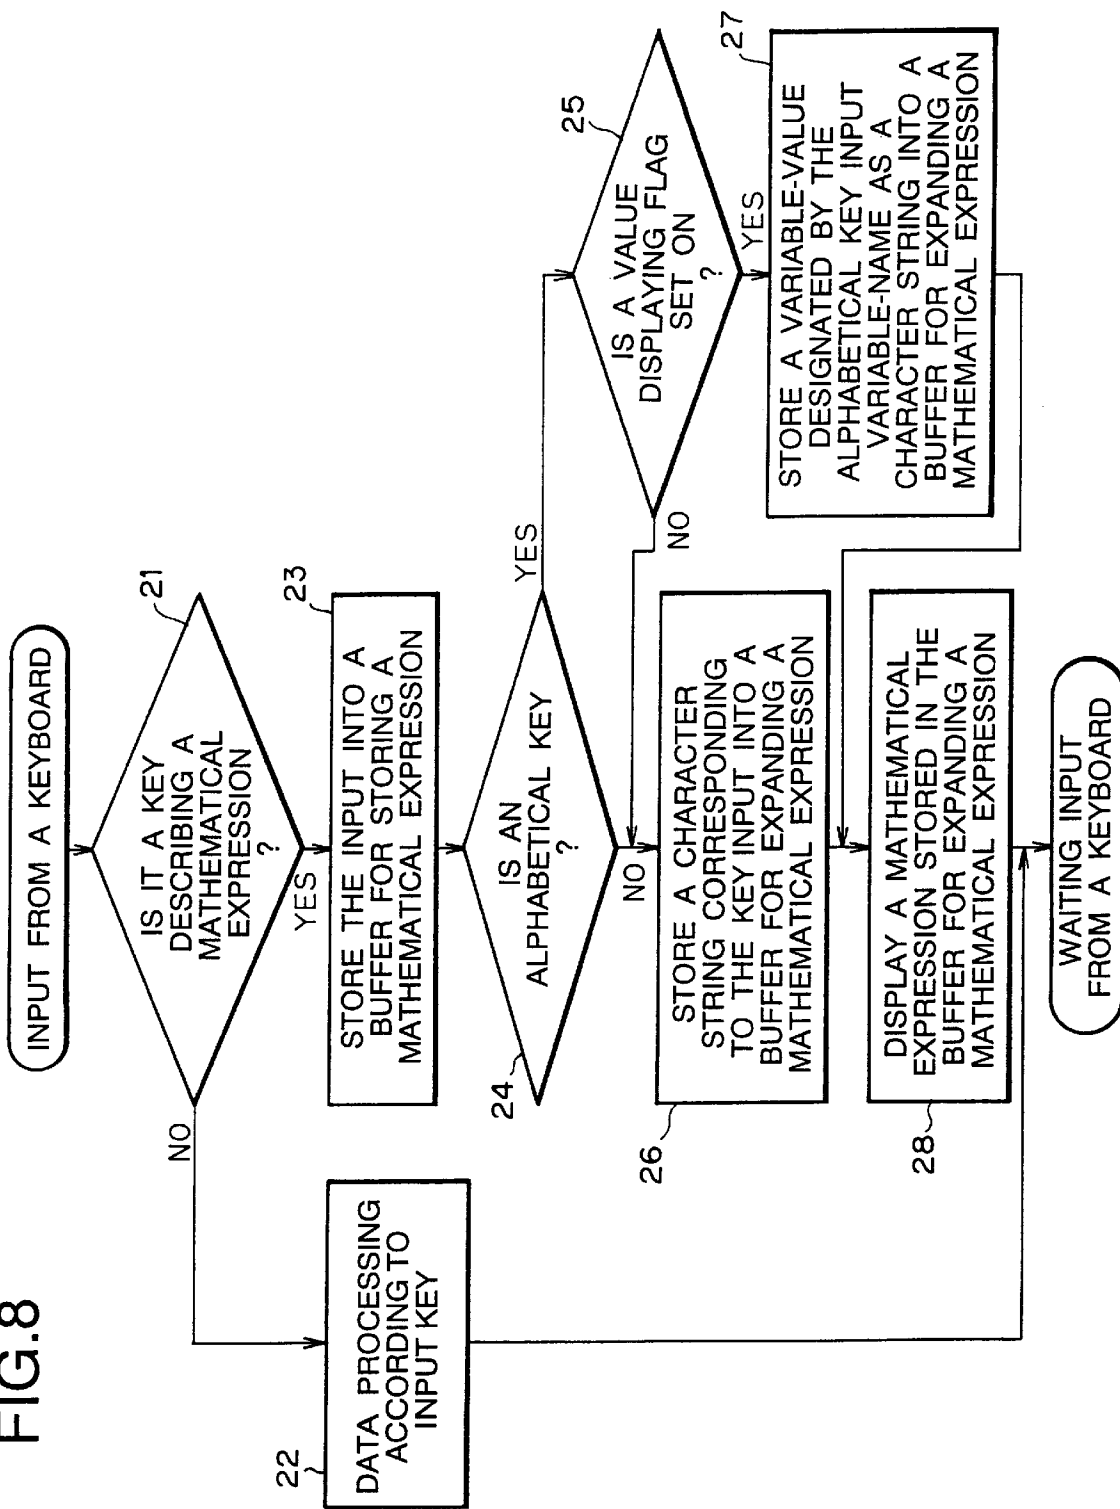 FIG.8
INPUT FROM A KEYBOARD
21
IS IT A KEY
DESCRIBING A
MATHEMATICAL
EXPRESSION
?
NO
YES
22
DATA PROCESSING
ACCORDING TO
INPUT KEY
23
STORE THE INPUT INTO A
BUFFER FOR STORING A
MATHEMATICAL EXPRESSION
24
IS AN
ALPHABETICAL KEY
?
YES
NO
25
IS A VALUE
DISPLAYING FLAG
SET ON
?
NO
YES
26
STORE A CHARACTER
STRING CORRESPONDING
TO THE KEY INPUT INTO A
BUFFER FOR EXPANDING A
MATHEMATICAL EXPRESSION
27
STORE A VARIABLE-VALUE
DESIGNATED BY THE
ALPHABETICAL KEY INPUT
VARIABLE-NAME AS A
CHARACTER STRING INTO A
BUFFER FOR EXPANDING A
MATHEMATICAL EXPRESSION
28
DISPLAY A MATHEMATICAL
EXPRESSION STORED IN THE
BUFFER FOR EXPANDING A
MATHEMATICAL EXPRESSION
WAITING INPUT
FROM A KEYBOARD